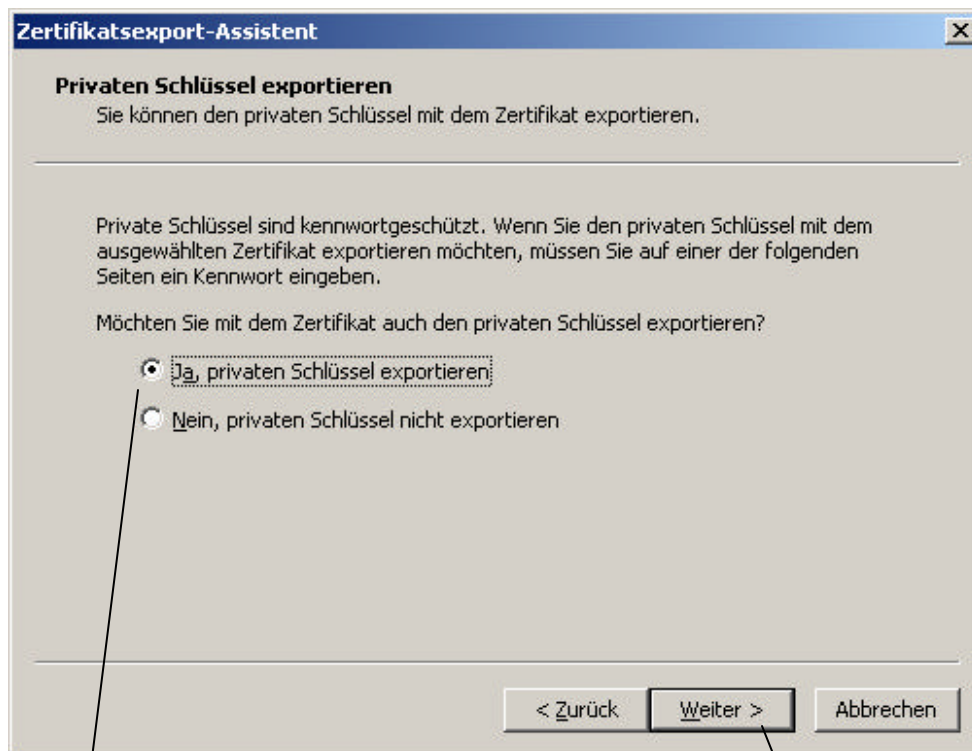 Zertifikatsexport-Assistent
Privaten Schlüssel exportieren
Sie können den privaten Schlüssel mit dem Zertifikat exportieren.
Private Schlüssel sind kennwortgeschützt. Wenn Sie den privaten Schlüssel mit dem
ausgewählten Zertifikat exportieren möchten, müssen Sie auf einer der folgenden
Seiten ein Kennwort eingeben.
Möchten Sie mit dem Zertifikat auch den privaten Schlüssel exportieren?
Ja, privaten Schlüssel exportieren
Nein, privaten Schlüssel nicht exportieren
< Zurück Weiter > Abbrechen